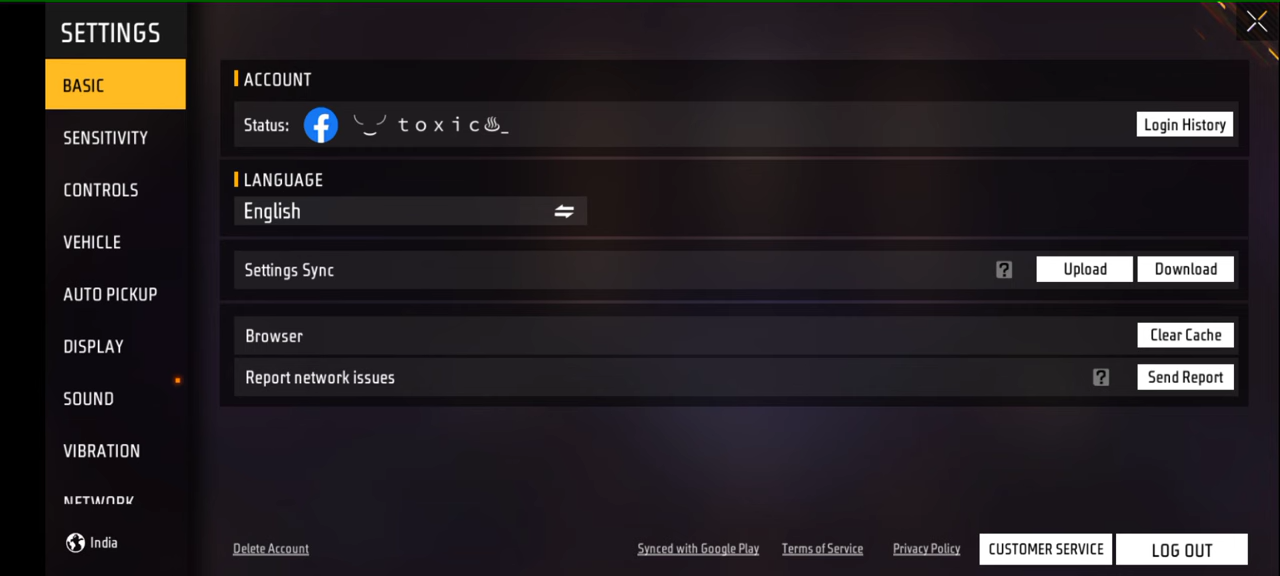 SETTINGS
BASIC
SENSITIVITY
CONTROLS
VEHICLE
AUTO PICKUP
DISPLAY
SOUND
VIBRATION
NETWORK
India
ACCOUNT
Status: t o x i c♨_
Login History
LANGUAGE
English
Settings Sync ? Upload Download
Browser Clear Cache
Report network issues ? Send Report
Delete Account Synced with Google Play Terms of Service Privacy Policy CUSTOMER SERVICE LOG OUT